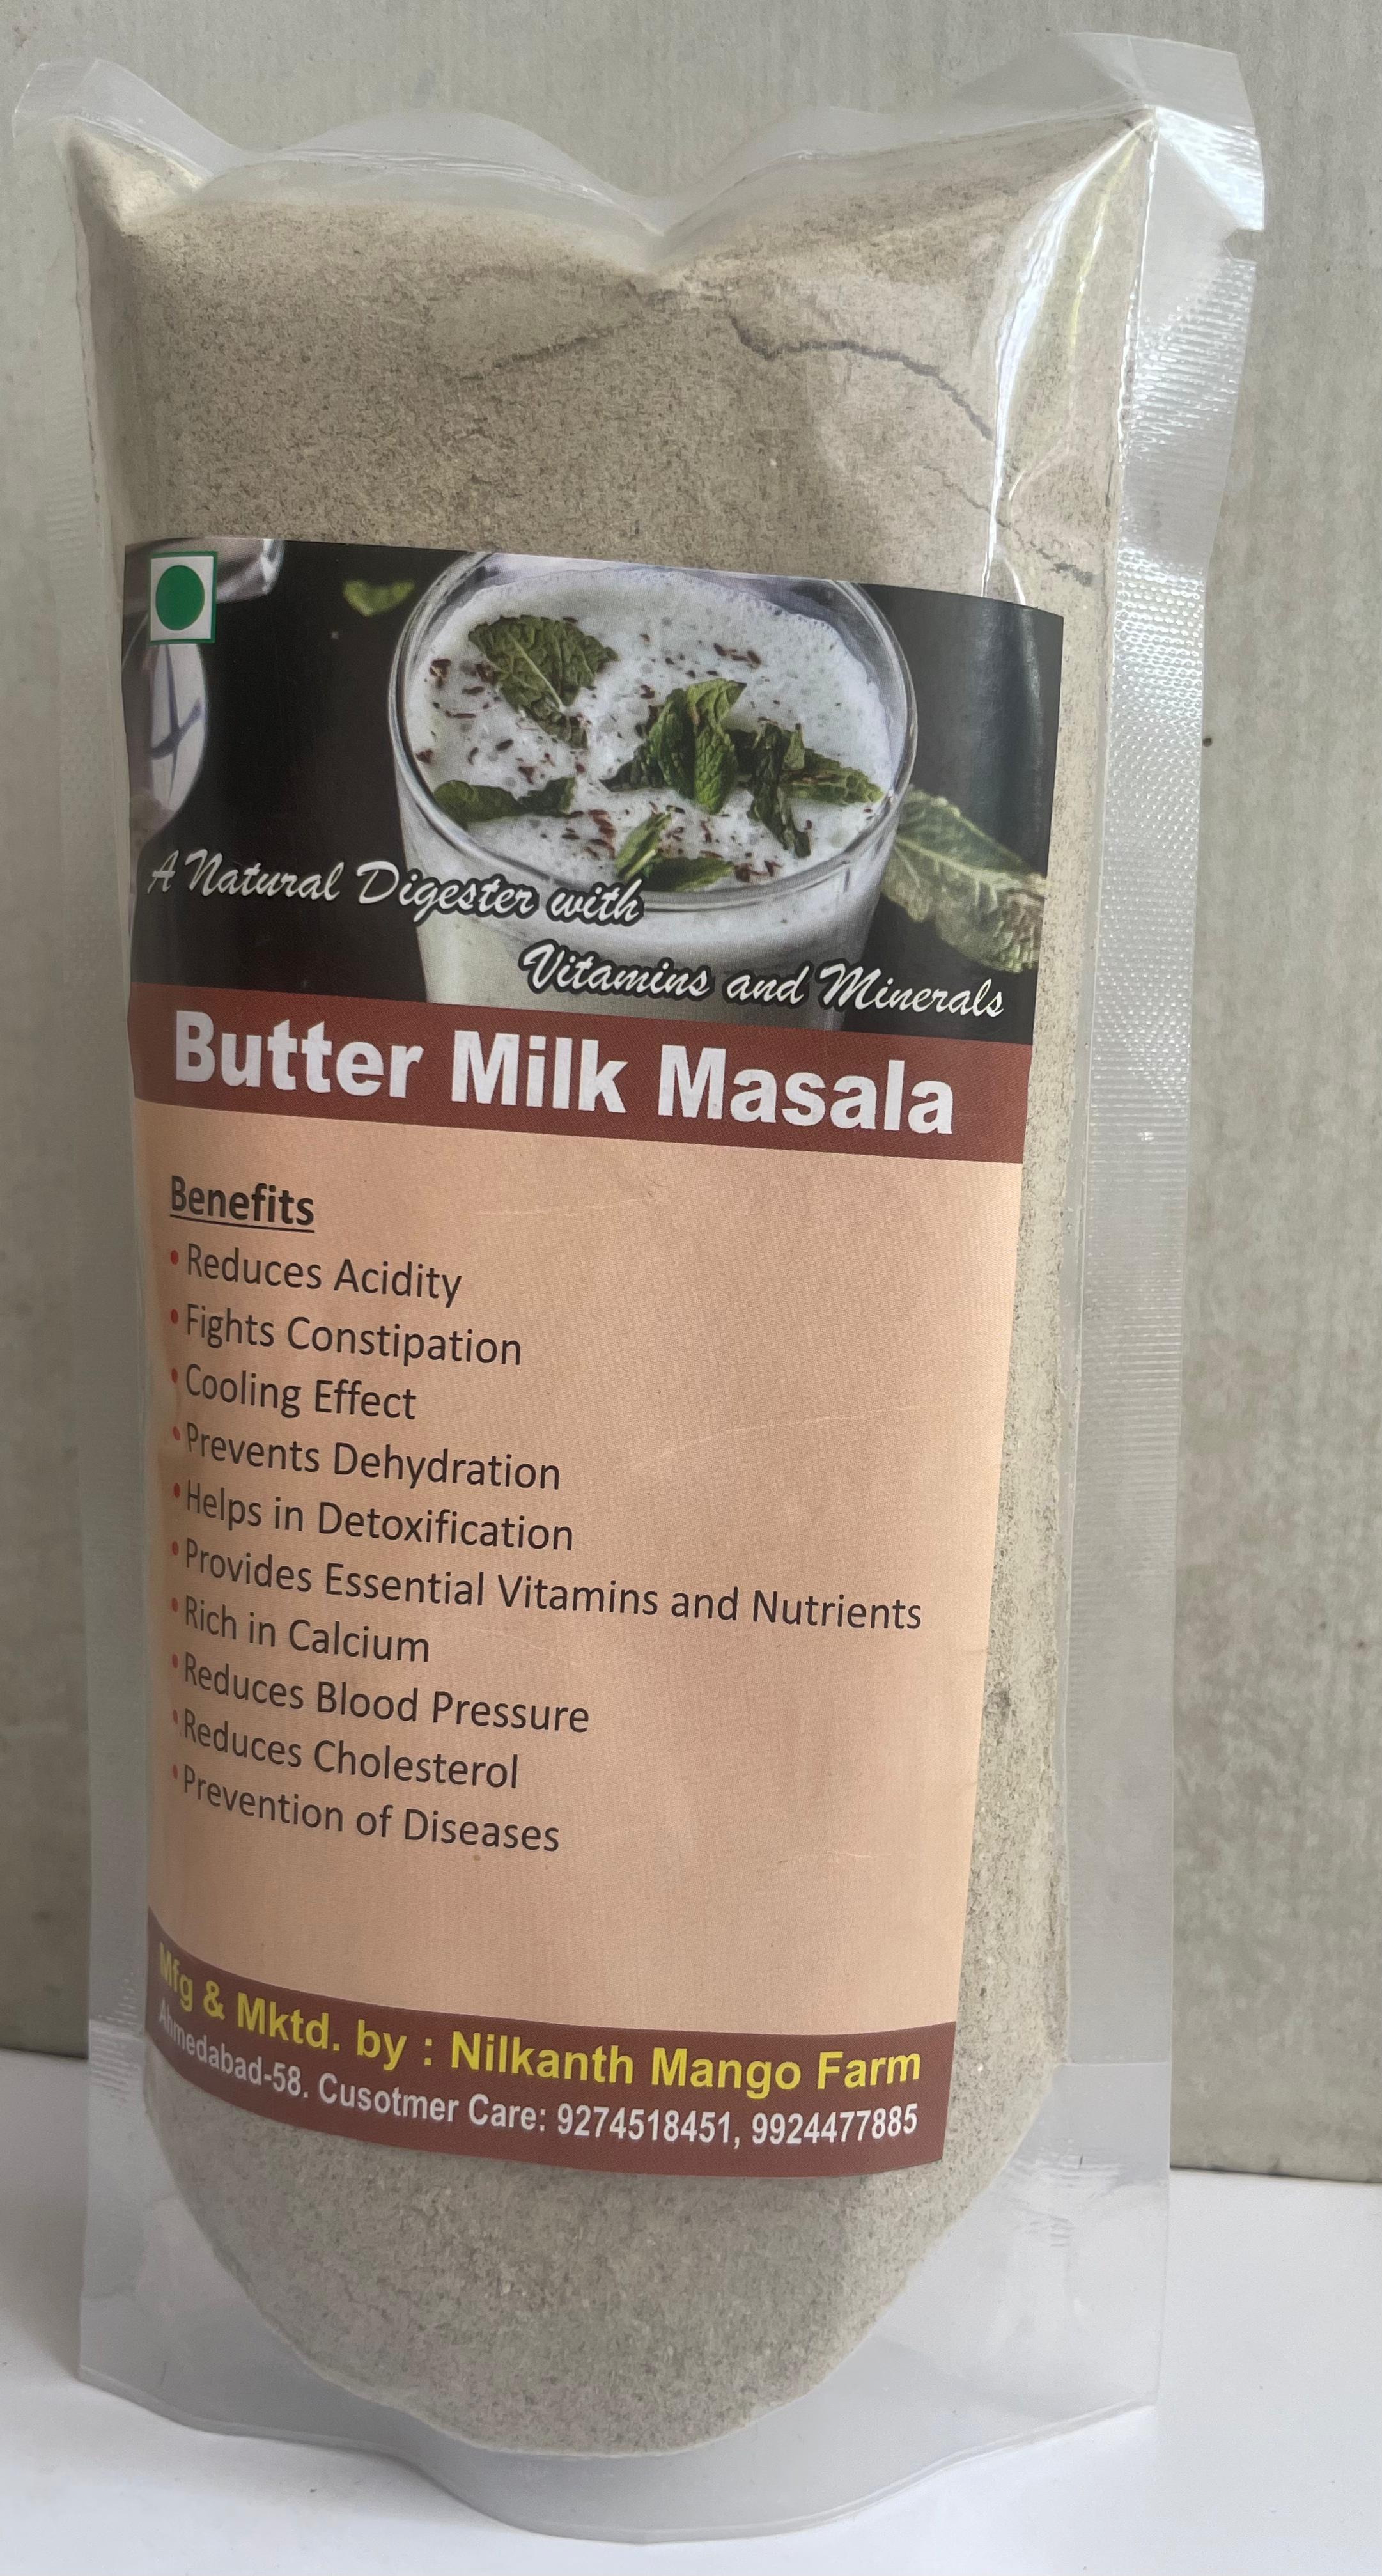 A Natural Digester with
Vitamins and Minerals
Butter Milk Masala
Benefits
• Reduces Acidity
• Fights Constipation
• Cooling Effect
• Prevents Dehydration
• Helps in Detoxification
• Provides Essential Vitamins and Nutrients
• Rich in Calcium
• Reduces Blood Pressure
• Reduces Cholesterol
• Prevention of Diseases
Mfg & Mktd. by : Nilkanth Mango Farm
Ahmedabad-58. Cusotmer Care: 9274518451, 9924477885